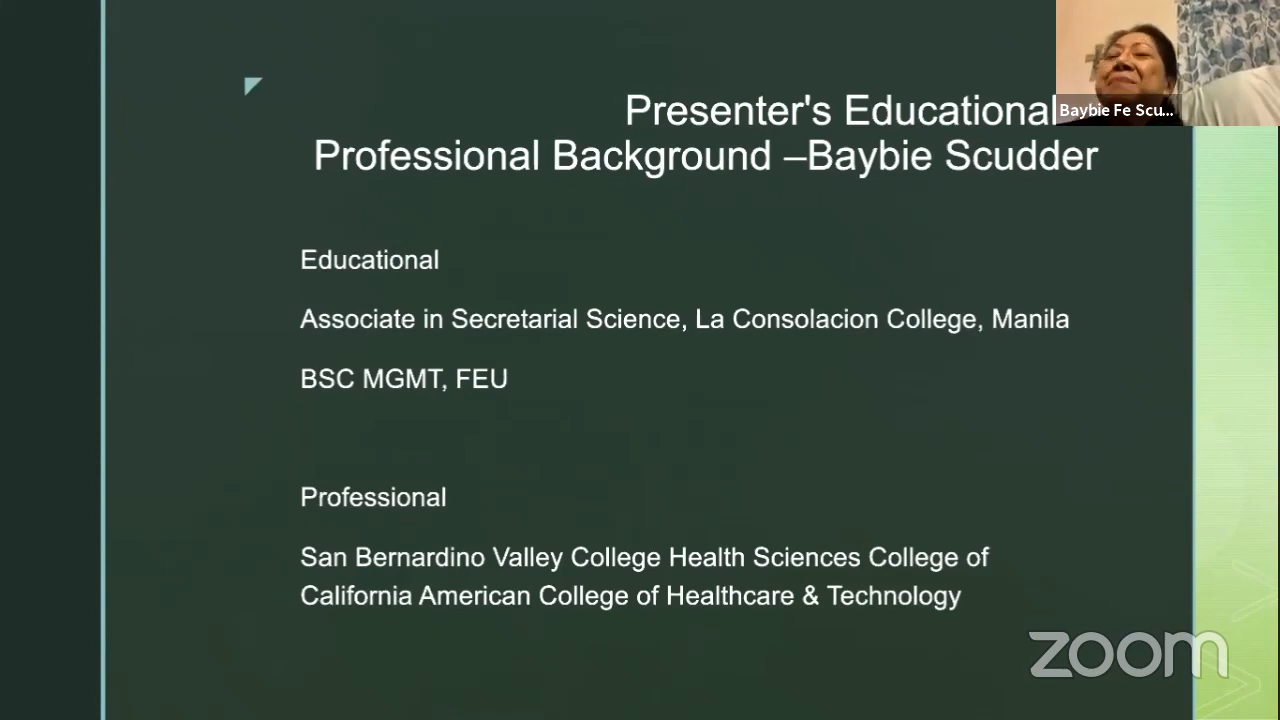 Presenter's Educational
Professional Background –Baybie Scudder
Baybie Fe Scu...
Educational
Associate in Secretarial Science, La Consolacion College, Manila
BSC MGMT, FEU
Professional
San Bernardino Valley College Health Sciences College of
California American College of Healthcare & Technology
zoom